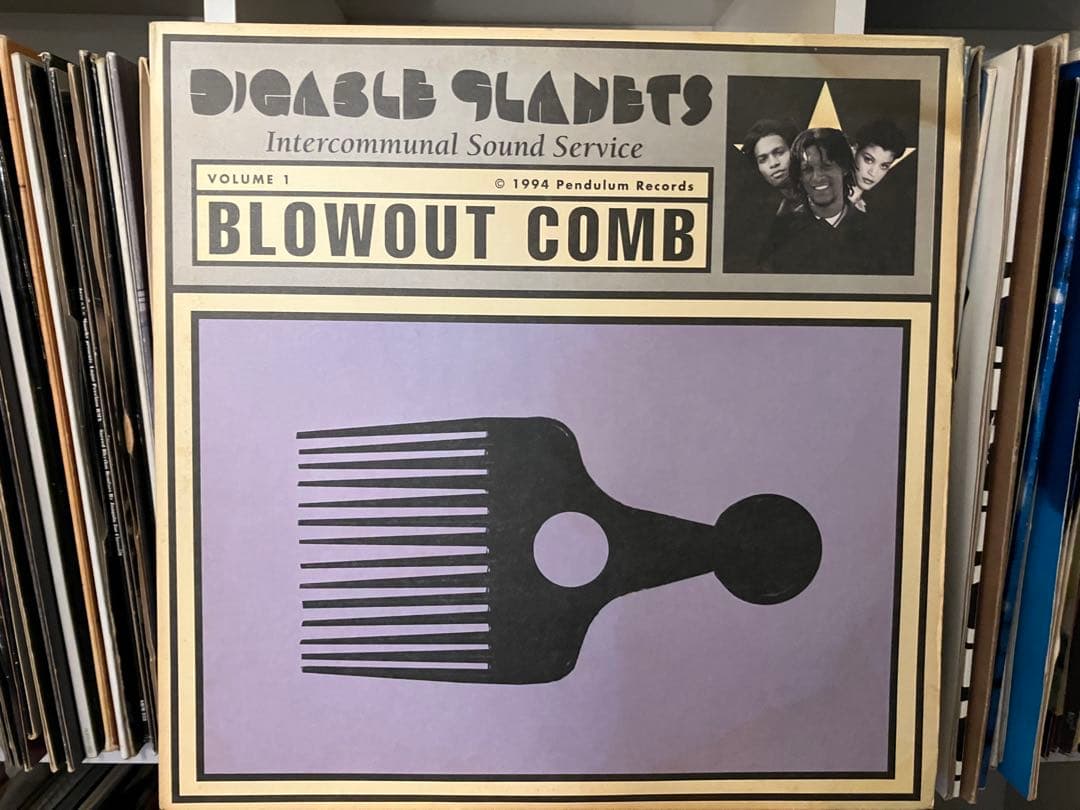 DIGABLE PLANETS
Intercommunal Sound Service
VOLUME 1
© 1994 Pendulum Records
BLOWOUT COMB